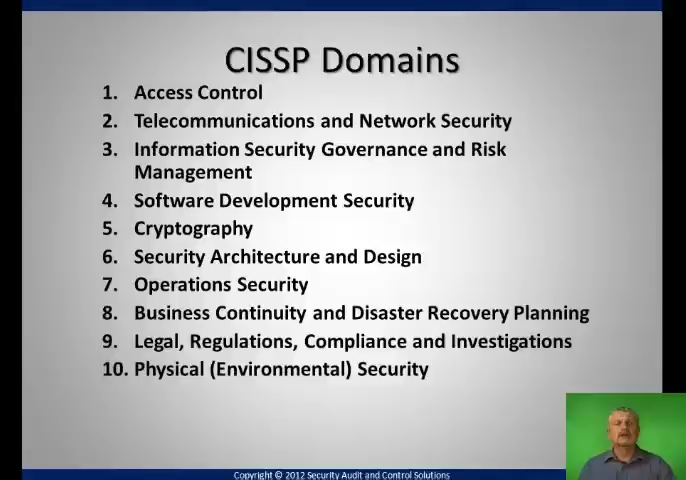 CISSP Domains
1. Access Control
2. Telecommunications and Network Security
3. Information Security Governance and Risk
Management
4. Software Development Security
5. Cryptography
6. Security Architecture and Design
7. Operations Security
8. Business Continuity and Disaster Recovery Planning
9. Legal, Regulations, Compliance and Investigations
10. Physical (Environmental) Security
Copyright © 2012 Security Audit and Control Solutions